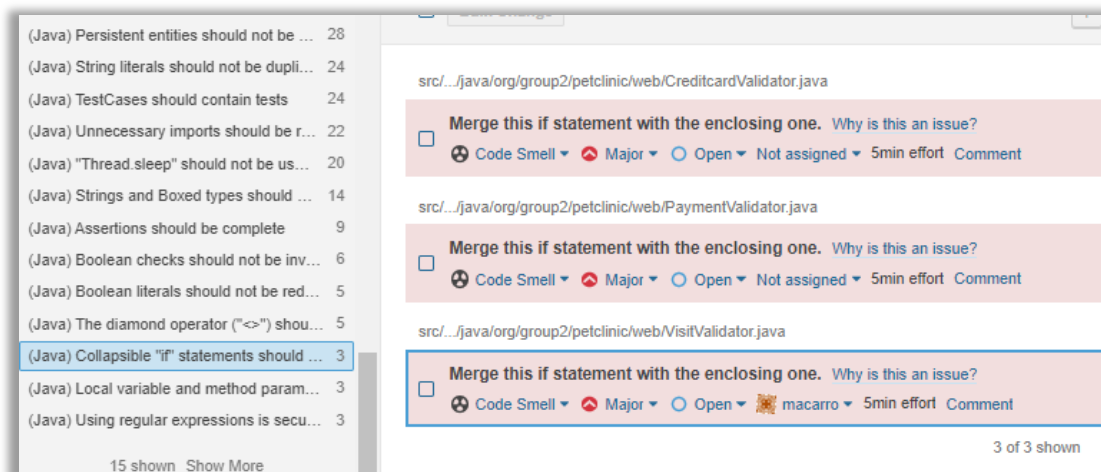 (Java) Persistent entities should not be ... 28
(Java) String literals should not be dupli... 24
(Java) TestCases should contain tests 24
(Java) Unnecessary imports should be r... 22
(Java) "Thread.sleep" should not be us... 20
(Java) Strings and Boxed types should ... 14
(Java) Assertions should be complete 9
(Java) Boolean checks should not be inv... 6
(Java) Boolean literals should not be red... 5
(Java) The diamond operator ("<>") shou... 5
(Java) Collapsible "if" statements should ... 3
(Java) Local variable and method param... 3
(Java) Using regular expressions is secu... 3
15 shown Show More
src/.../java/org/group2/petclinic/web/CreditcardValidator.java
Merge this if statement with the enclosing one. Why is this an issue?
Code Smell Major Open Not assigned 5min effort Comment
src/.../java/org/group2/petclinic/web/PaymentValidator.java
Merge this if statement with the enclosing one. Why is this an issue?
Code Smell Major Open Not assigned 5min effort Comment
src/.../java/org/group2/petclinic/web/VisitValidator.java
Merge this if statement with the enclosing one. Why is this an issue?
Code Smell Major Open macarro 5min effort Comment
3 of 3 shown